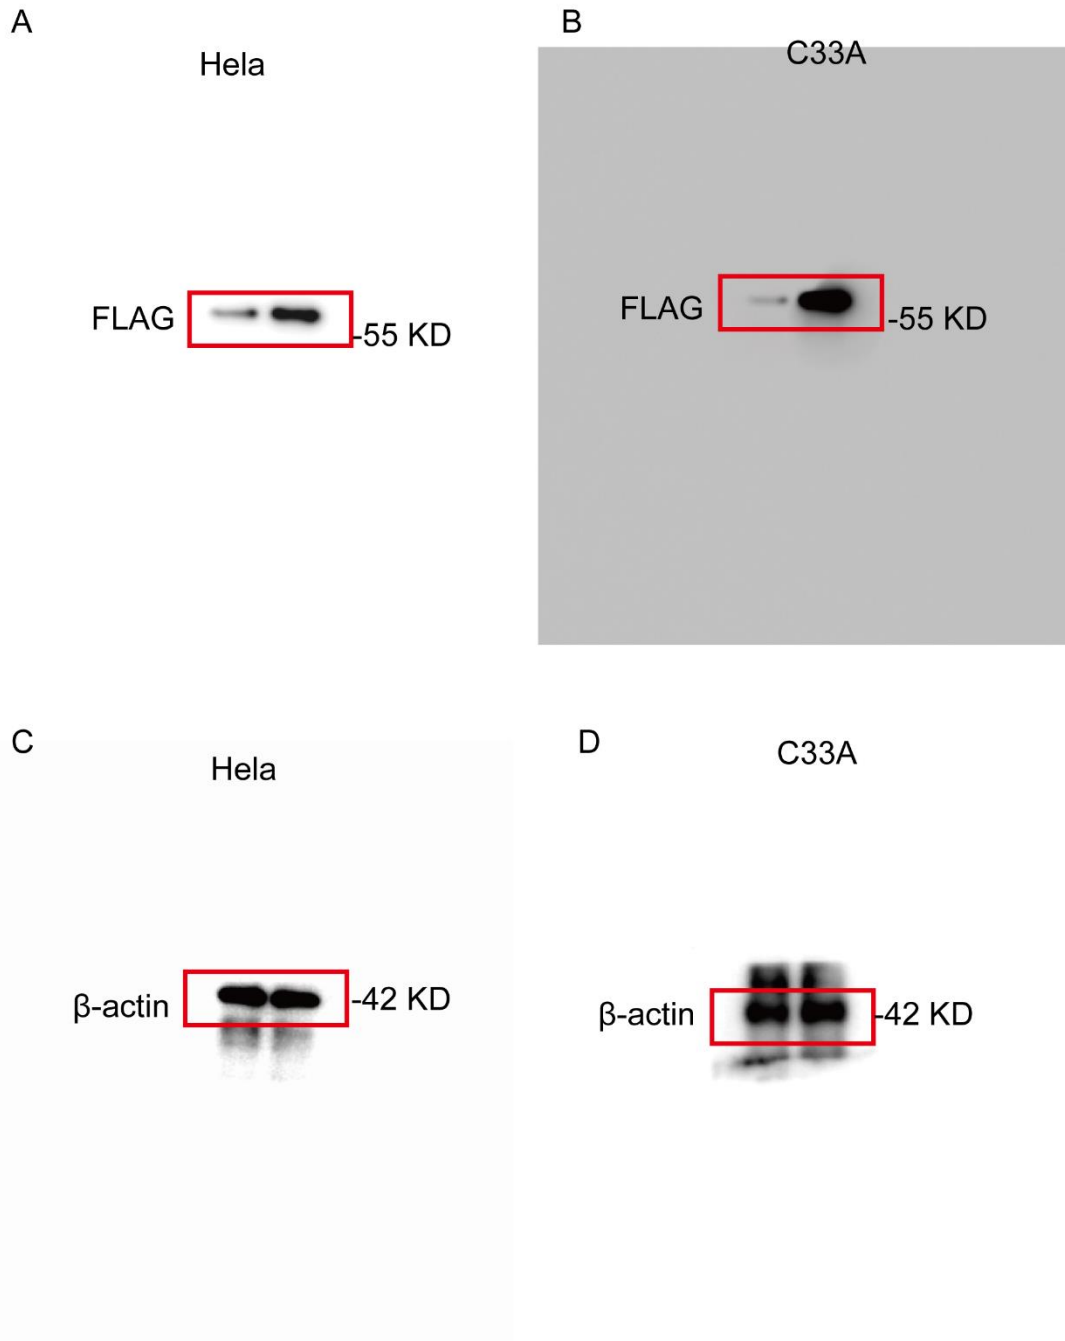 A
Hela
FLAG
-55 KD
B
C33A
FLAG
-55 KD
C
Hela
β-actin
-42 KD
D
C33A
β-actin
-42 KD